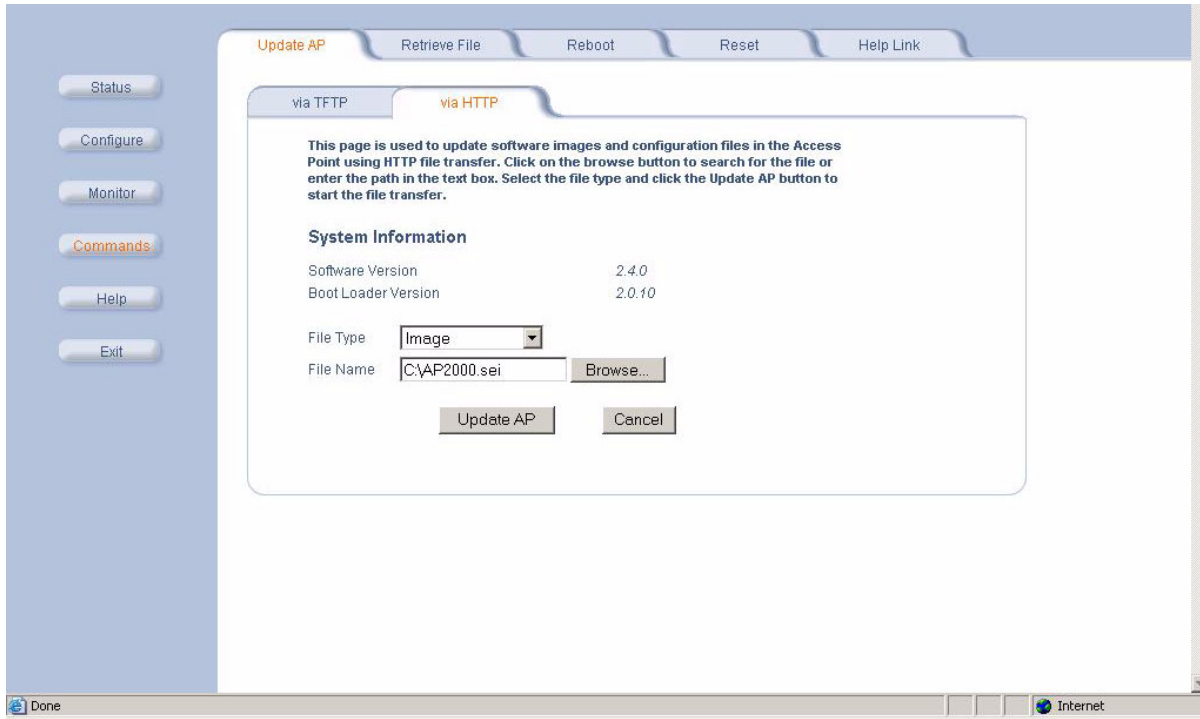 Update AP
Retrieve File
Reboot
Reset
Help Link
Status
Configure
Monitor
Commands
Help
Exit
via TFTP
via HTTP
This page is used to update software images and configuration files in the Access
Point using HTTP file transfer. Click on the browse button to search for the file or
enter the path in the text box. Select the file type and click the Update AP button to
start the file transfer.
System Information
Software Version 2.4.0
Boot Loader Version 2.0.10
File Type Image
File Name C:\AP2000.sei Browse...
Update AP Cancel
Done Internet